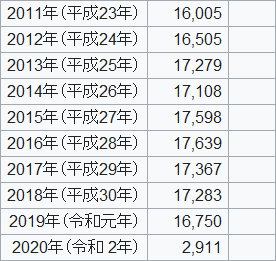 2011年(平成23年) 16,005
2012年(平成24年) 16,505
2013年(平成25年) 17,279
2014年(平成26年) 17,108
2015年(平成27年) 17,598
2016年(平成28年) 17,639
2017年(平成29年) 17,367
2018年(平成30年) 17,283
2019年(令和元年) 16,750
2020年(令和 2年) 2,911